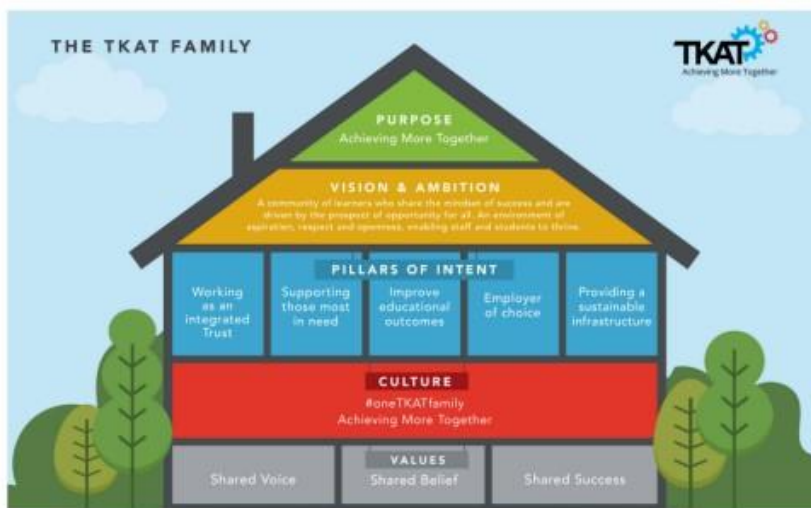 THE TKAT FAMILY
TKAT
Achieving More Together
PURPOSE
Achieving More Together
VISION & AMBITION
A community of learners who share the mindset of success and are
driven by the prospect of opportunity for all. An environment of
aspiration, respect and openness, enabling staff and students to thrive.
PILLARS OF INTENT
Working
as an
integrated
Trust
Supporting
those most
in need
Improve
educational
outcomes
Employer
of choice
Providing a
sustainable
infrastructure
CULTURE
#oneTKATfamily
Achieving More Together
VALUES
Shared Voice
Shared Belief
Shared Success